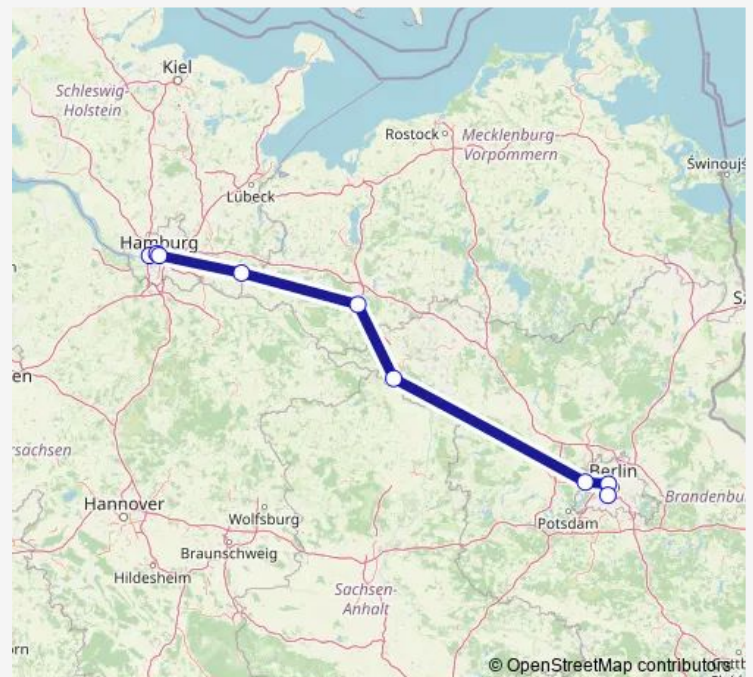 Kiel
Schleswig-
Holstein
Rostock
Mecklenburg-
Vorpommern
Świnoujś
Lübeck
Hamburg
en
Berlin
Hannover
Wolfsburg
Potsdam
Brandenbu
Braunschweig
Hildesheim
Sachsen-
Anhalt
© OpenStreetMap contributors